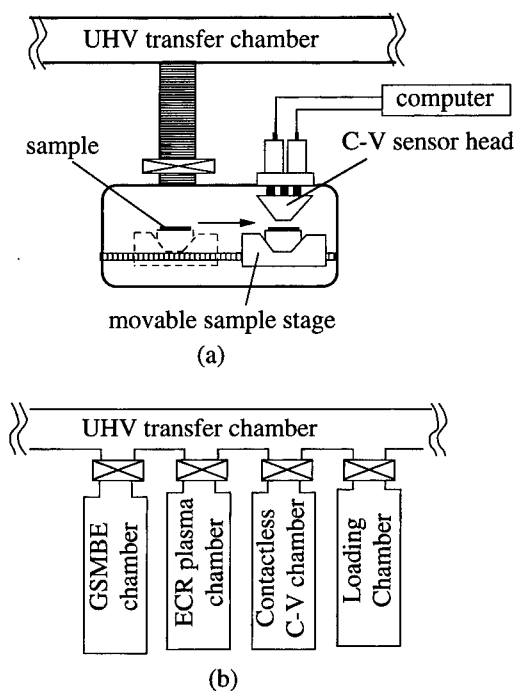 UHV transfer chamber
computer
sample
C-V sensor head
movable sample stage
(a)
UHV transfer chamber
GSMBE
chamber
ECR plasma
chamber
Contactless
C-V chamber
Loading
Chamber
(b)